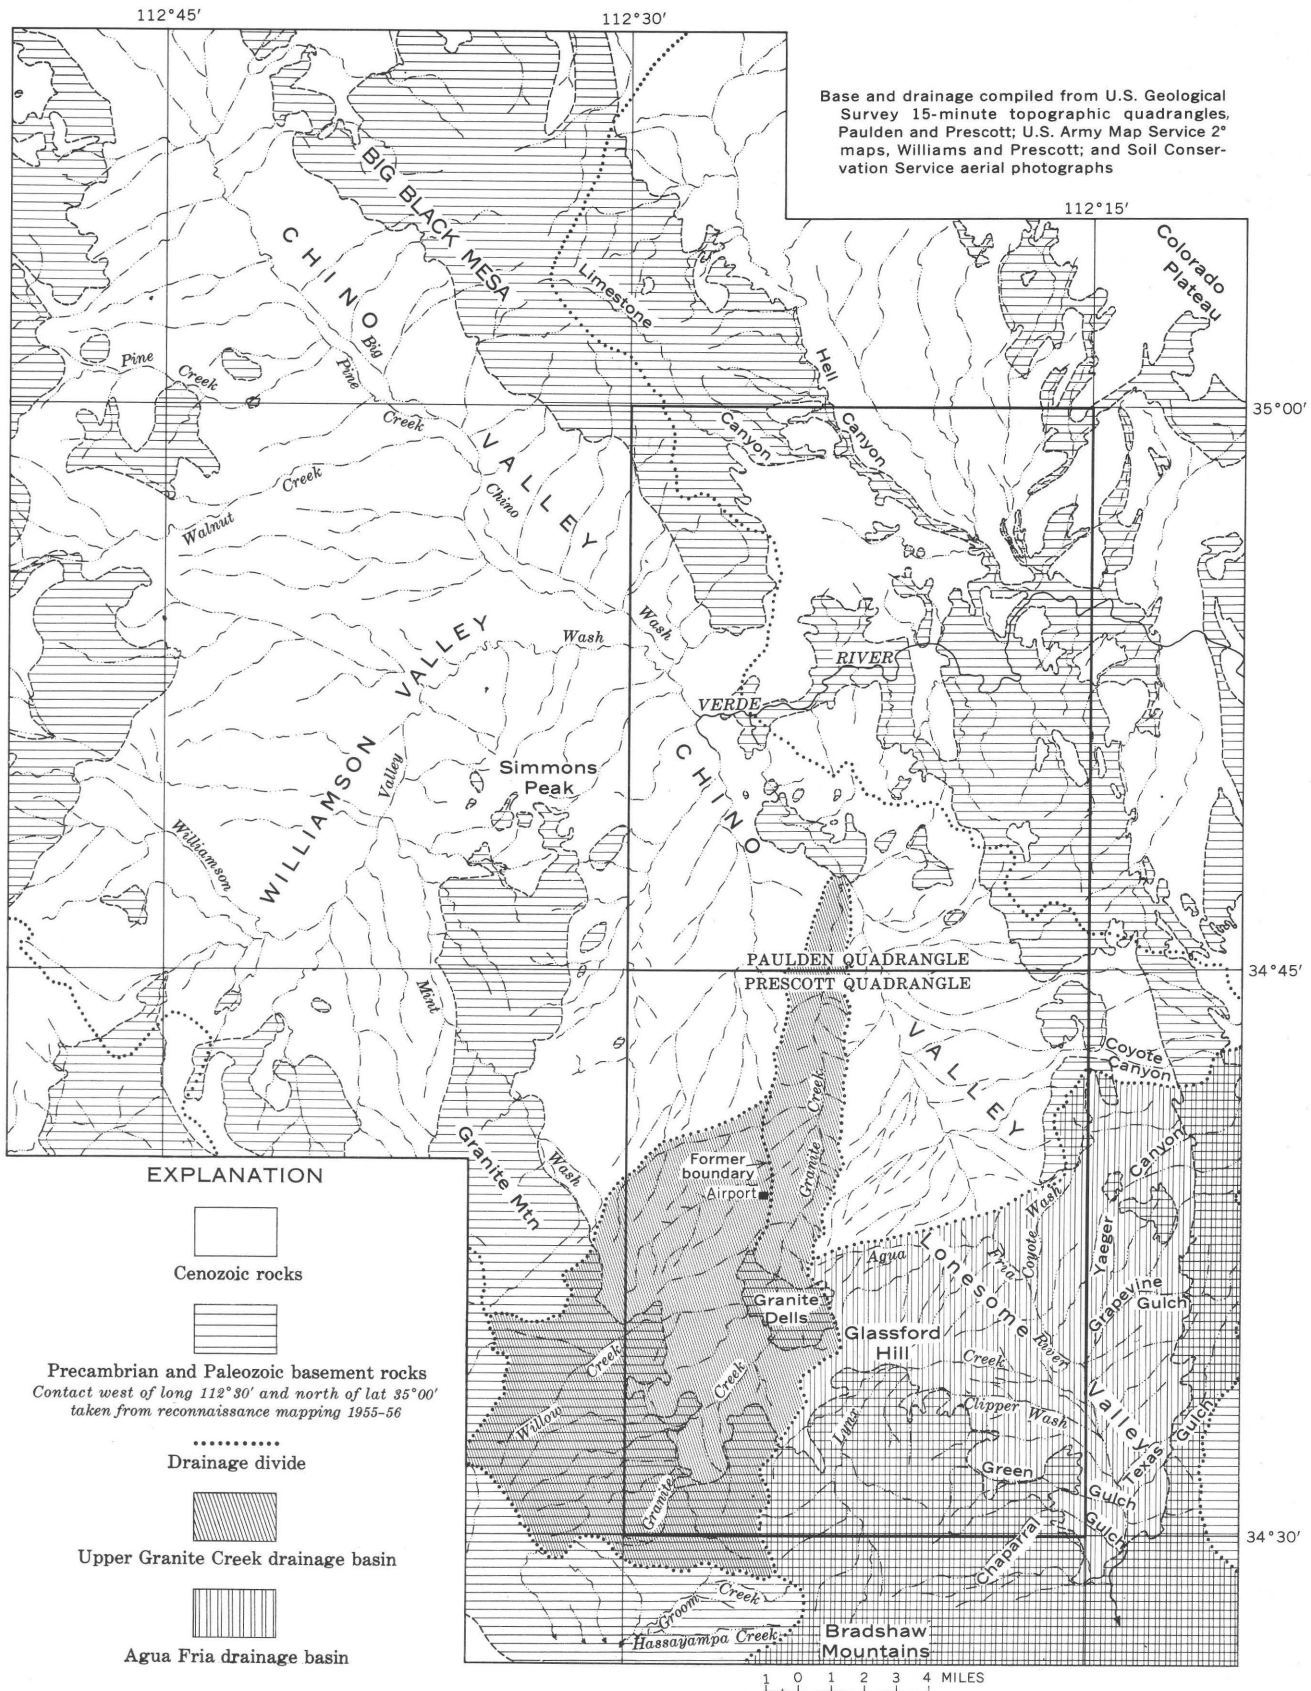 112°45′
112°30′
Base and drainage compiled from U.S. Geological
Survey 15-minute topographic quadrangles,
Paulden and Prescott; U.S. Army Map Service 2°
maps, Williams and Prescott; and Soil Conser-
vation Service aerial photographs
112°15′
Colorado
Plateau
BIG BLACK MESA
CHINO
Limestone
Big
Pine
Creek
Pine
Creek
Hell
35°00′
Canyon
Canyon
VALLEY
Chino
Creek
Walnut
Wash
VALLEY
Wash
RIVER
VERDE
CHINO
WILLIAMSON
Valley
Simmons
Peak
Williamson
PAULDEN QUADRANGLE
34°45′
PRESCOTT QUADRANGLE
Mint
VALLEY
Coyote
Canyon
Creek
Granite Mtn
Wash
Former
boundary
Airport
Granite
Canyon
Wash
Agua
Fria
Coyote
Yaeger
Lonesome
Granite
Dells
Grapevine
Gulch
Glassford
Hill
River
Creek
Creek
Creek
Willow
Clipper Wash
Valley
Lynx
Green
Texas
Gulch
Gulch
Granite
Gulch
34°30′
Chaparral
Groom
Creek
Hassayampa Creek
Bradshaw
Mountains
EXPLANATION
Cenozoic rocks
Precambrian and Paleozoic basement rocks
Contact west of long 112°30′ and north of lat 35°00′
taken from reconnaissance mapping 1955-56
Drainage divide
Upper Granite Creek drainage basin
Agua Fria drainage basin
1 0 1 2 3 4 MILES